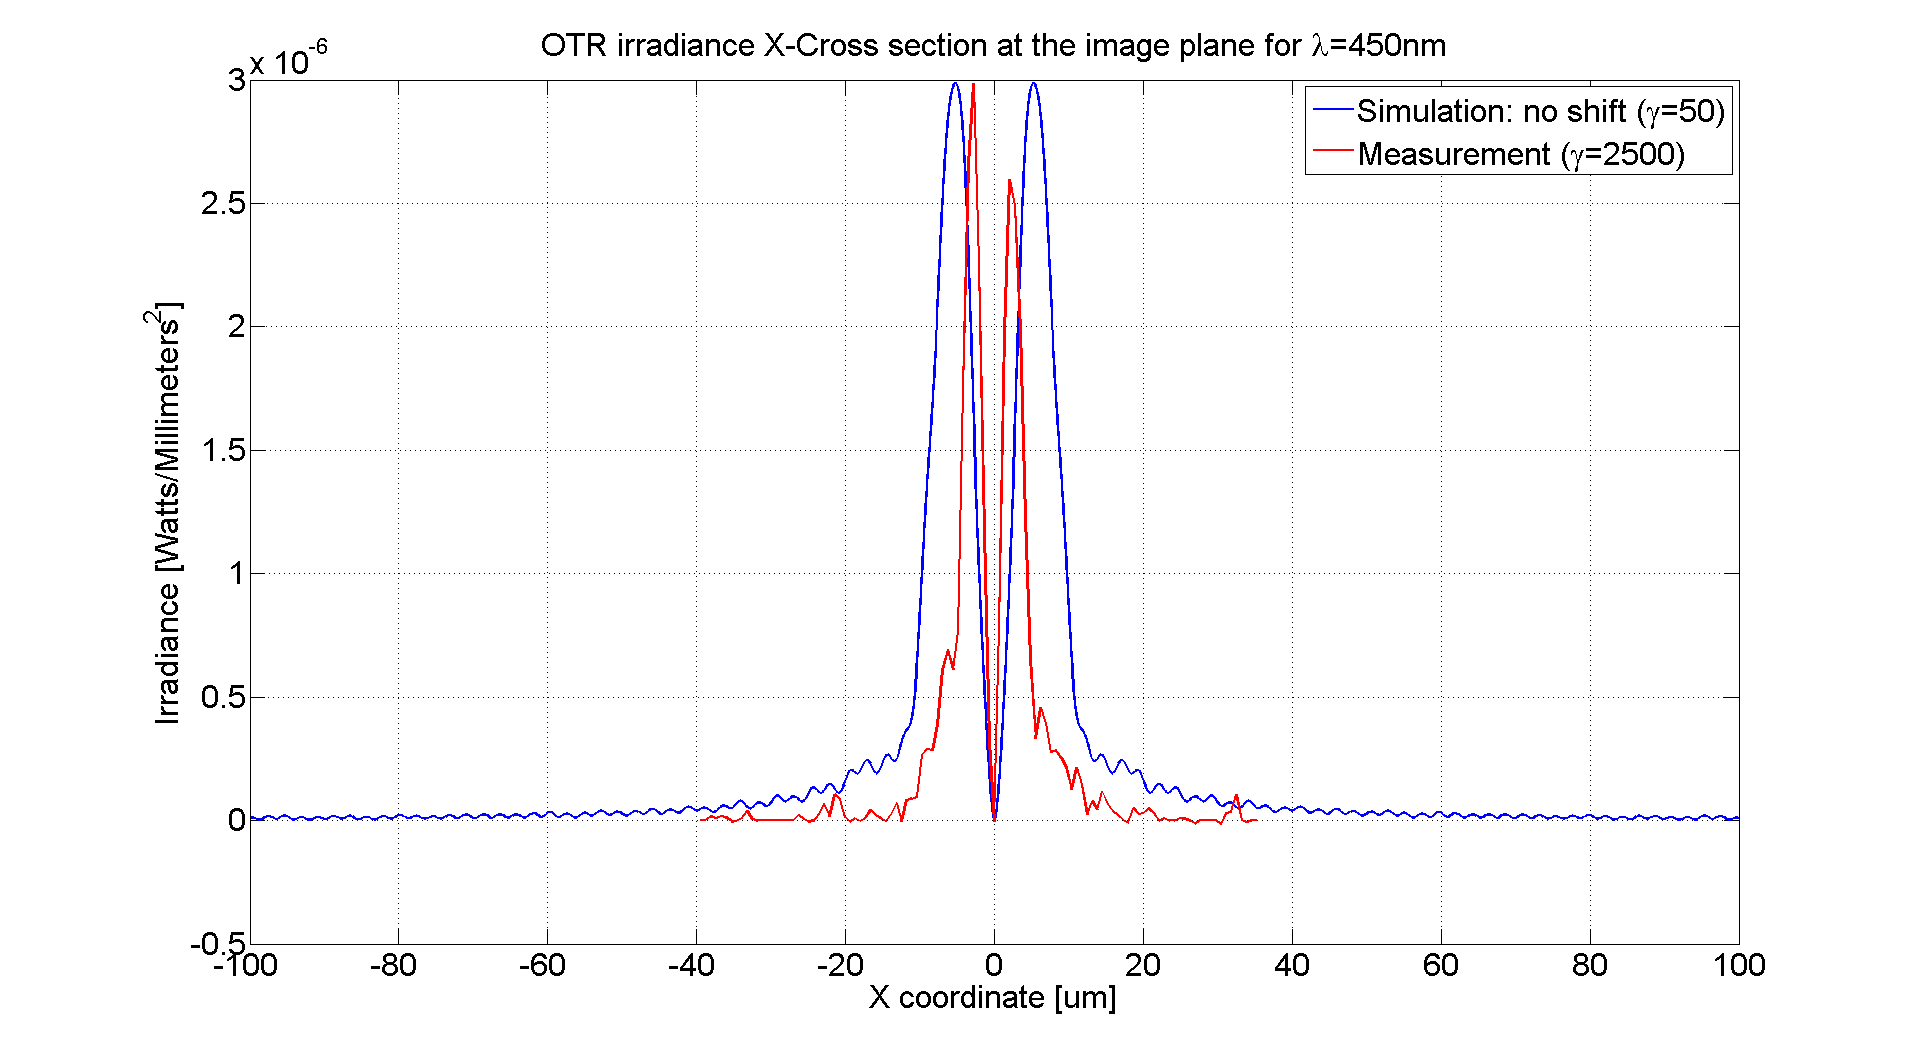 OTR irradiance X-Cross section at the image plane for λ=450nm
x 10^-6
Simulation: no shift (γ=50)
Measurement (γ=2500)
3
2.5
2
1.5
1
0.5
0
-0.5
Irradiance [Watts/Millimeters^2]
-100 -80 -60 -40 -20 0 20 40 60 80 100
X coordinate [um]